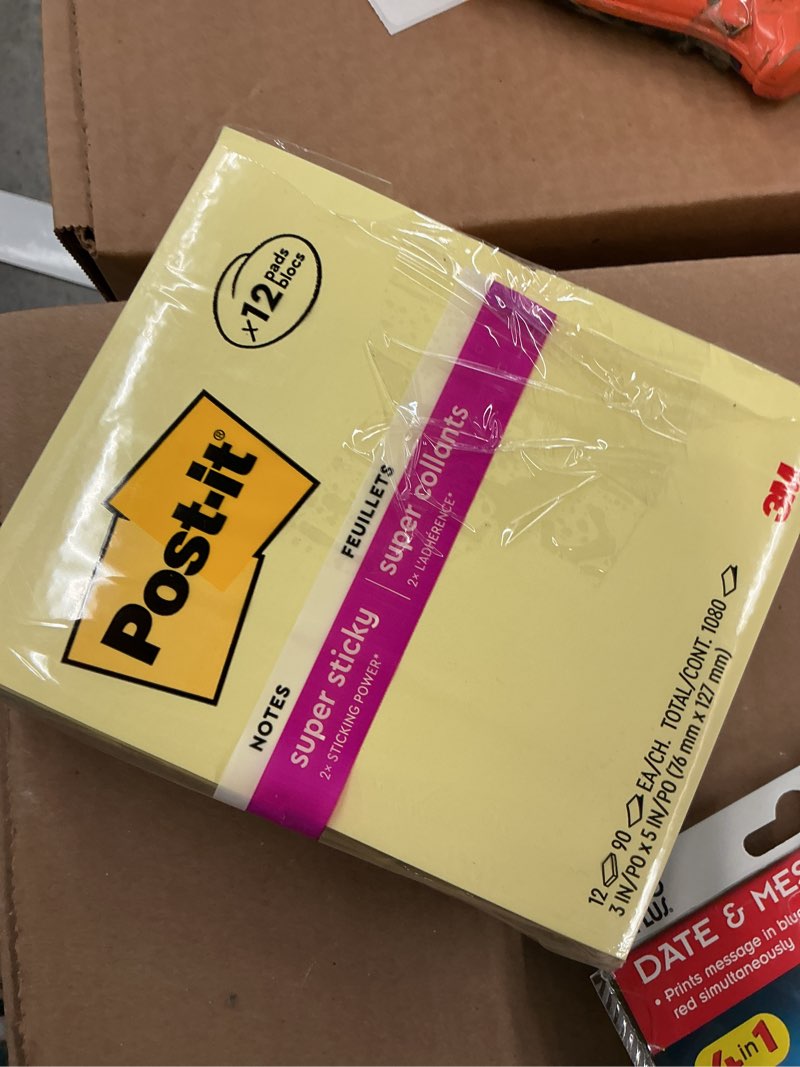 x12 pads
blocs
Post-it®
NOTES FEUILLETS
super sticky | super collants
2x STICKING POWER* 2x L'ADHÉRENCE*
3M
12 90 EA/CH. TOTAL/CONT. 1080
3 IN/PO x 5 IN/PO (76 mm x 127 mm)
LUS.
DATE & MES
• Prints message in blu
red simultaneously
4 in 1